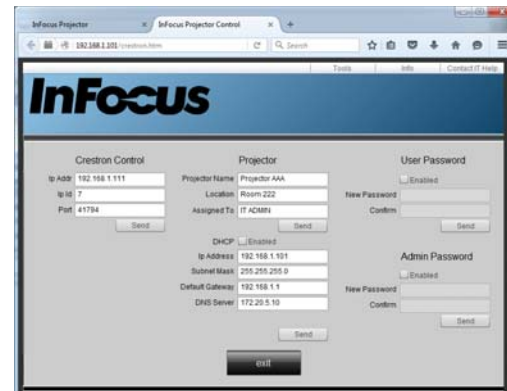 InFocus Projector
InFocus Projector Control
192.168.1.101/crestron.htm
Search
Tools
Info
Contact IT Help
InFocus
Crestron Control
Ip Addr 192.168.1.111
Ip Id 7
Port 41794
Send
Projector
Projector Name Projector AAA
Location Room 222
Assigned To IT ADMIN
Send
DHCP Enabled
Ip Address 192.168.1.101
Subnet Mask 255.255.255.0
Default Gateway 192.168.1.1
DNS Server 172.20.5.10
Send
User Password
Enabled
New Password
Confirm
Send
Admin Password
Enabled
New Password
Confirm
Send
exit